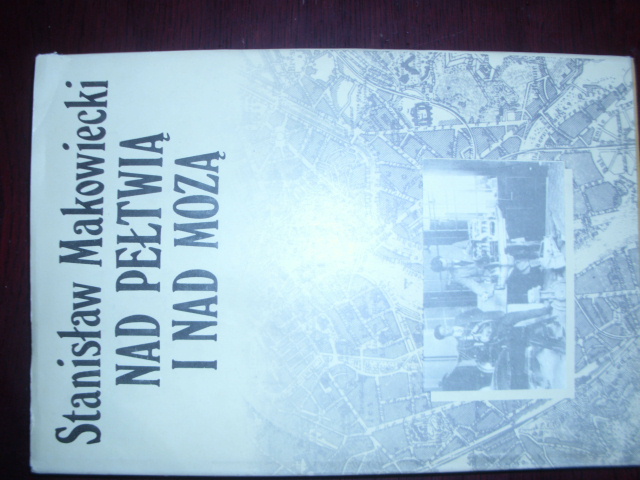 Stanisław Makowiecki
NAD PEŁTWIĄ
I NAD MOZĄ